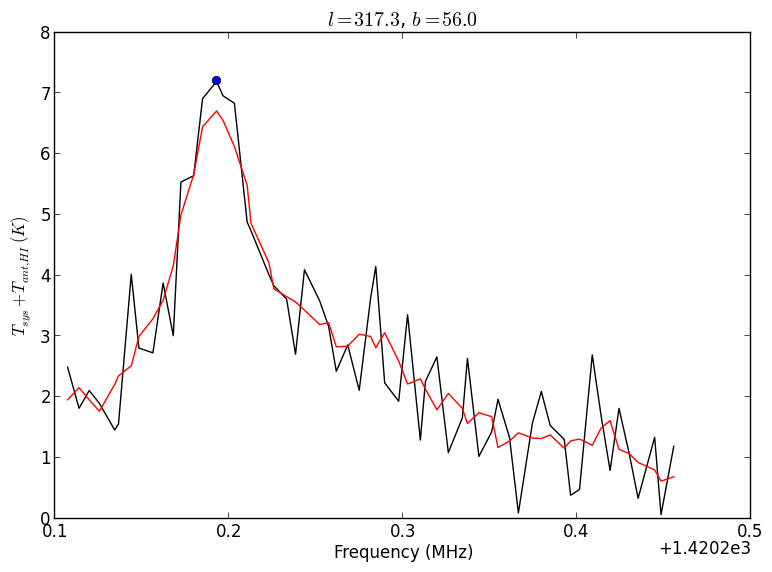 l = 317.3, b = 56.0
8
7
6
5
4
3
2
1
0
T_sys + T_ant,HI (K)
0.1 0.2 0.3 0.4 0.5
Frequency (MHz)
+1.4202e3